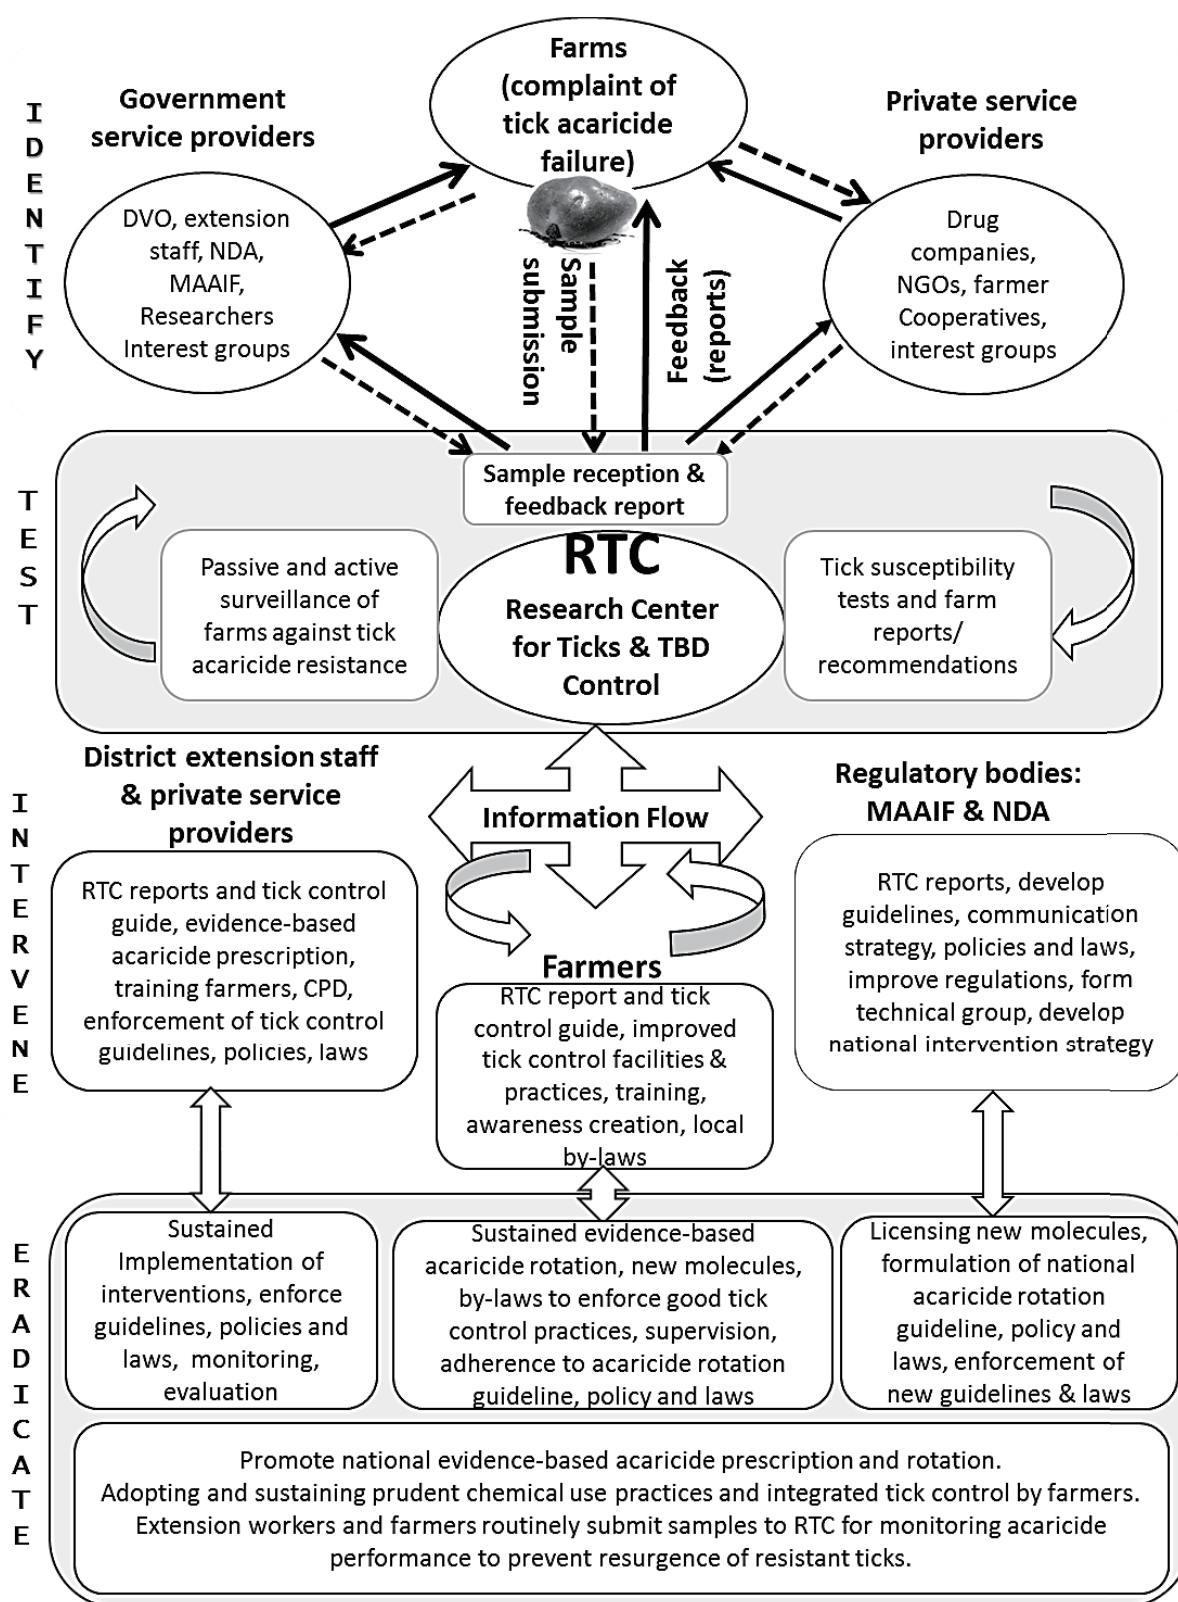 IDENTIFY
Farms
(complaint of
tick acaricide
failure)
Government
service providers
Private service
providers
DVO, extension
staff, NDA,
MAAIF,
Researchers
Interest groups
Drug
companies,
NGOs, farmer
Cooperatives,
interest groups
Sample
submission
Feedback
(reports)
TEST
Sample reception &
feedback report
Passive and active
surveillance of
farms against tick
acaricide resistance
RTC
Research Center
for Ticks & TBD
Control
Tick susceptibility
tests and farm
reports/
recommendations
INTERVENE
District extension staff
& private service
providers
Information Flow
Regulatory bodies:
MAAIF & NDA
RTC reports and tick control
guide, evidence-based
acaricide prescription,
training farmers, CPD,
enforcement of tick control
guidelines, policies, laws
Farmers
RTC report and tick
control guide, improved
tick control facilities &
practices, training,
awareness creation, local
by-laws
RTC reports, develop
guidelines, communication
strategy, policies and laws,
improve regulations, form
technical group, develop
national intervention strategy
ERADICATE
Sustained
Implementation of
interventions, enforce
guidelines, policies and
laws, monitoring,
evaluation
Sustained evidence-based
acaricide rotation, new molecules,
by-laws to enforce good tick
control practices, supervision,
adherence to acaricide rotation
guideline, policy and laws
Licensing new molecules,
formulation of national
acaricide rotation
guideline, policy and
laws, enforcement of
new guidelines & laws
Promote national evidence-based acaricide prescription and rotation.
Adopting and sustaining prudent chemical use practices and integrated tick control by farmers.
Extension workers and farmers routinely submit samples to RTC for monitoring acaricide
performance to prevent resurgence of resistant ticks.